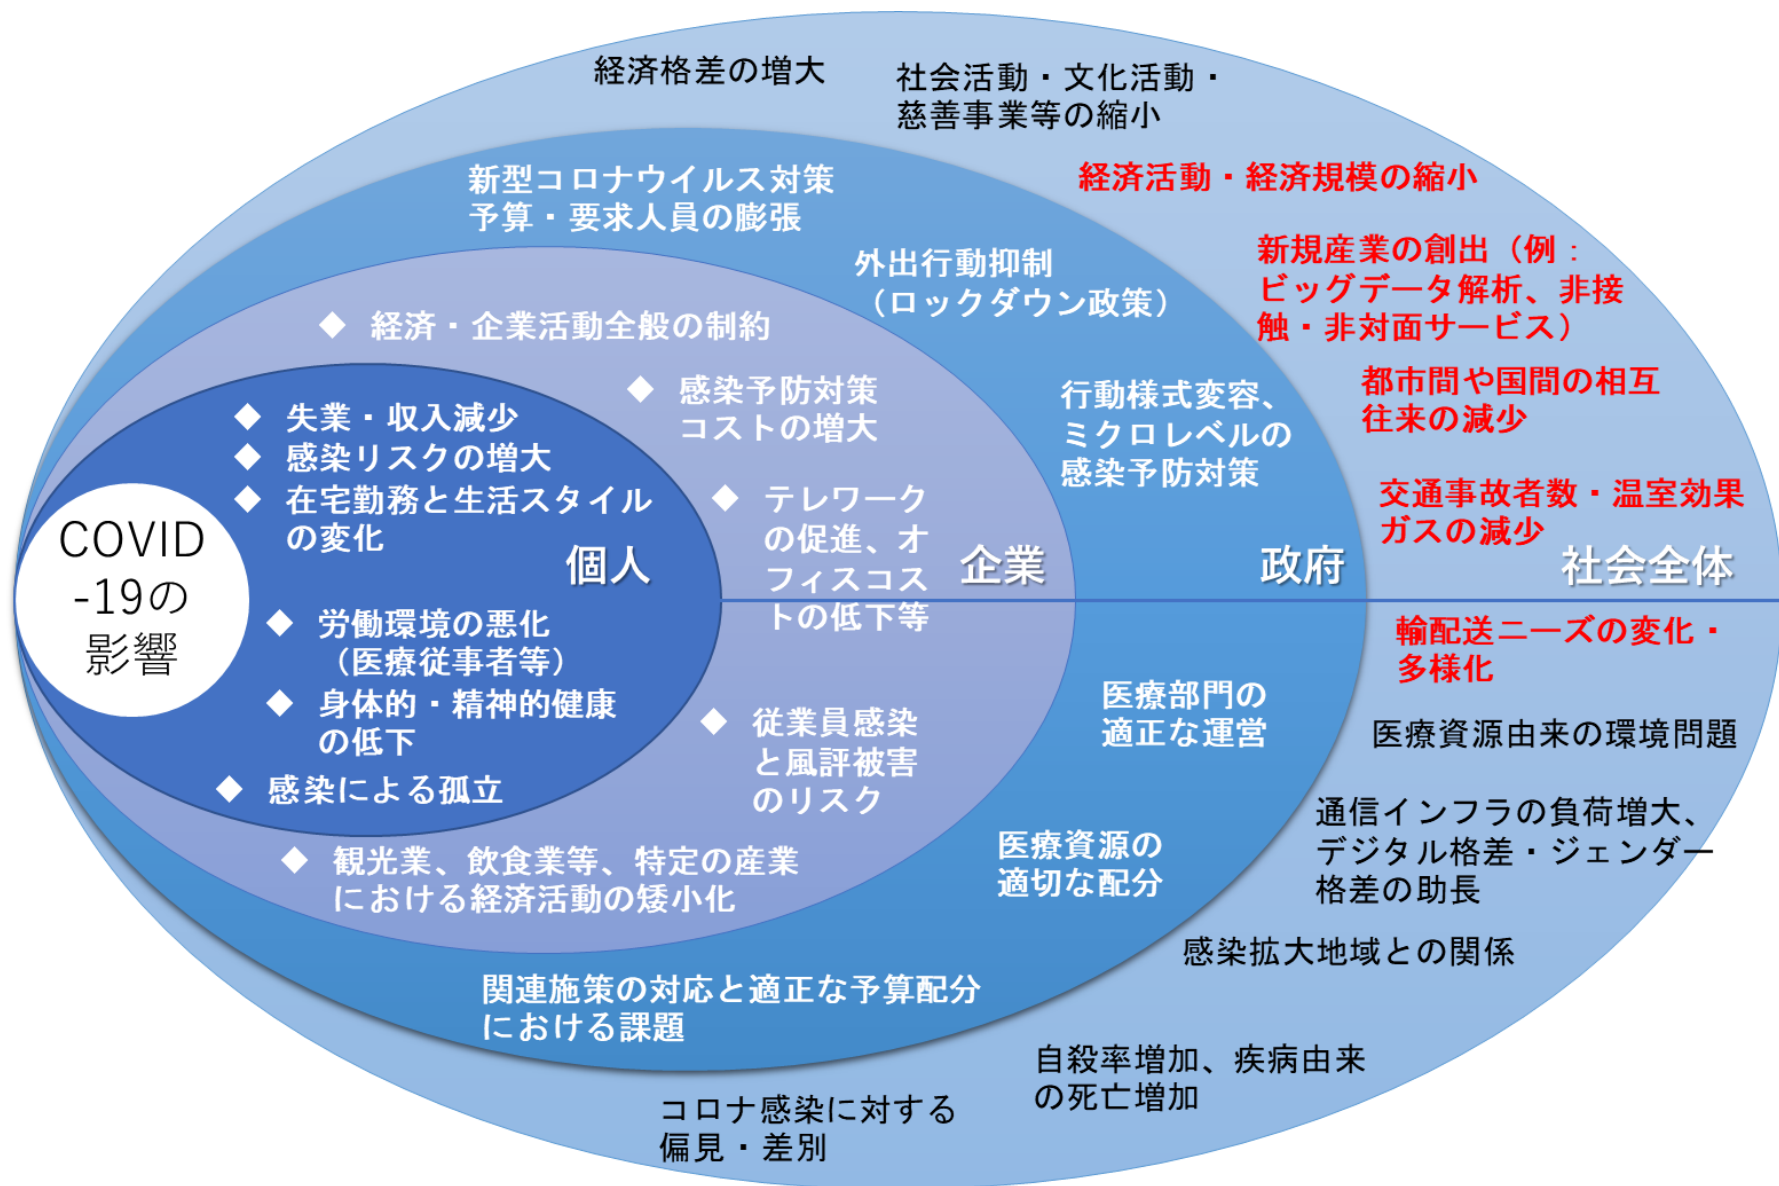 経済格差の増大
社会活動・文化活動・
慈善事業等の縮小
経済活動・経済規模の縮小
新規産業の創出（例：
ビッグデータ解析、非接
触・非対面サービス）
都市間や国間の相互
往来の減少
交通事故者数・温室効果
ガスの減少
社会全体
輸配送ニーズの変化・
多様化
医療資源由来の環境問題
通信インフラの負荷増大、
デジタル格差・ジェンダー
格差の助長
感染拡大地域との関係
自殺率増加、疾病由来
の死亡増加
コロナ感染に対する
偏見・差別
新型コロナウイルス対策
予算・要求人員の膨張
外出行動抑制
（ロックダウン政策）
行動様式変容、
ミクロレベルの
感染予防対策
政府
医療部門の
適正な運営
医療資源の
適切な配分
関連施策の対応と適正な予算配分
における課題
◆ 経済・企業活動全般の制約
◆ 感染予防対策
コストの増大
◆ テレワーク
の促進、オ
フィスコス
トの低下等
企業
◆ 従業員感染
と風評被害
のリスク
◆ 観光業、飲食業等、特定の産業
における経済活動の矮小化
◆ 失業・収入減少
◆ 感染リスクの増大
◆ 在宅勤務と生活スタイル
の変化
個人
◆ 労働環境の悪化
（医療従事者等）
◆ 身体的・精神的健康
の低下
◆ 感染による孤立
COVID
-19の
影響